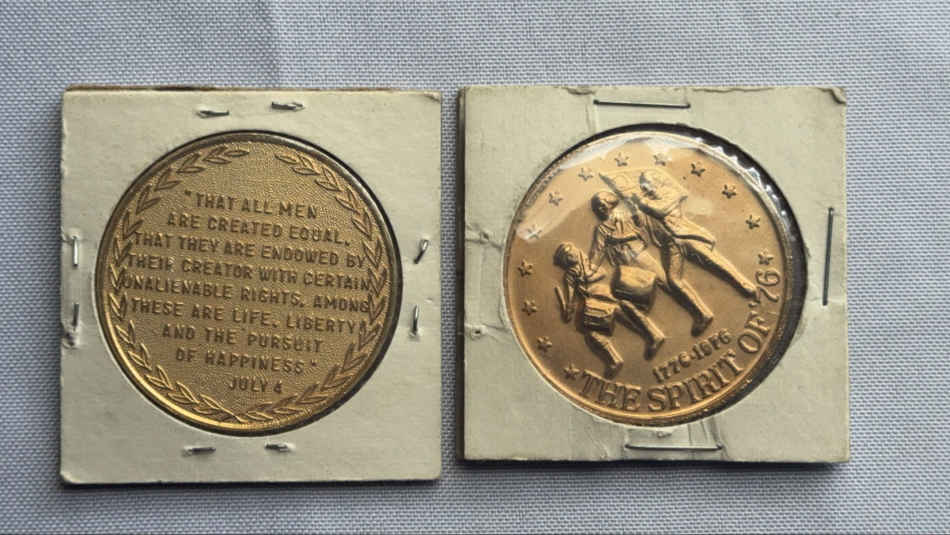 "THAT ALL MEN
ARE CREATED EQUAL,
THAT THEY ARE ENDOWED BY
THEIR CREATOR WITH CERTAIN
UNALIENABLE RIGHTS, AMONG
THESE ARE LIFE, LIBERTY
AND THE PURSUIT
OF HAPPINESS"
JULY 4
1776·1976
THE SPIRIT OF '76